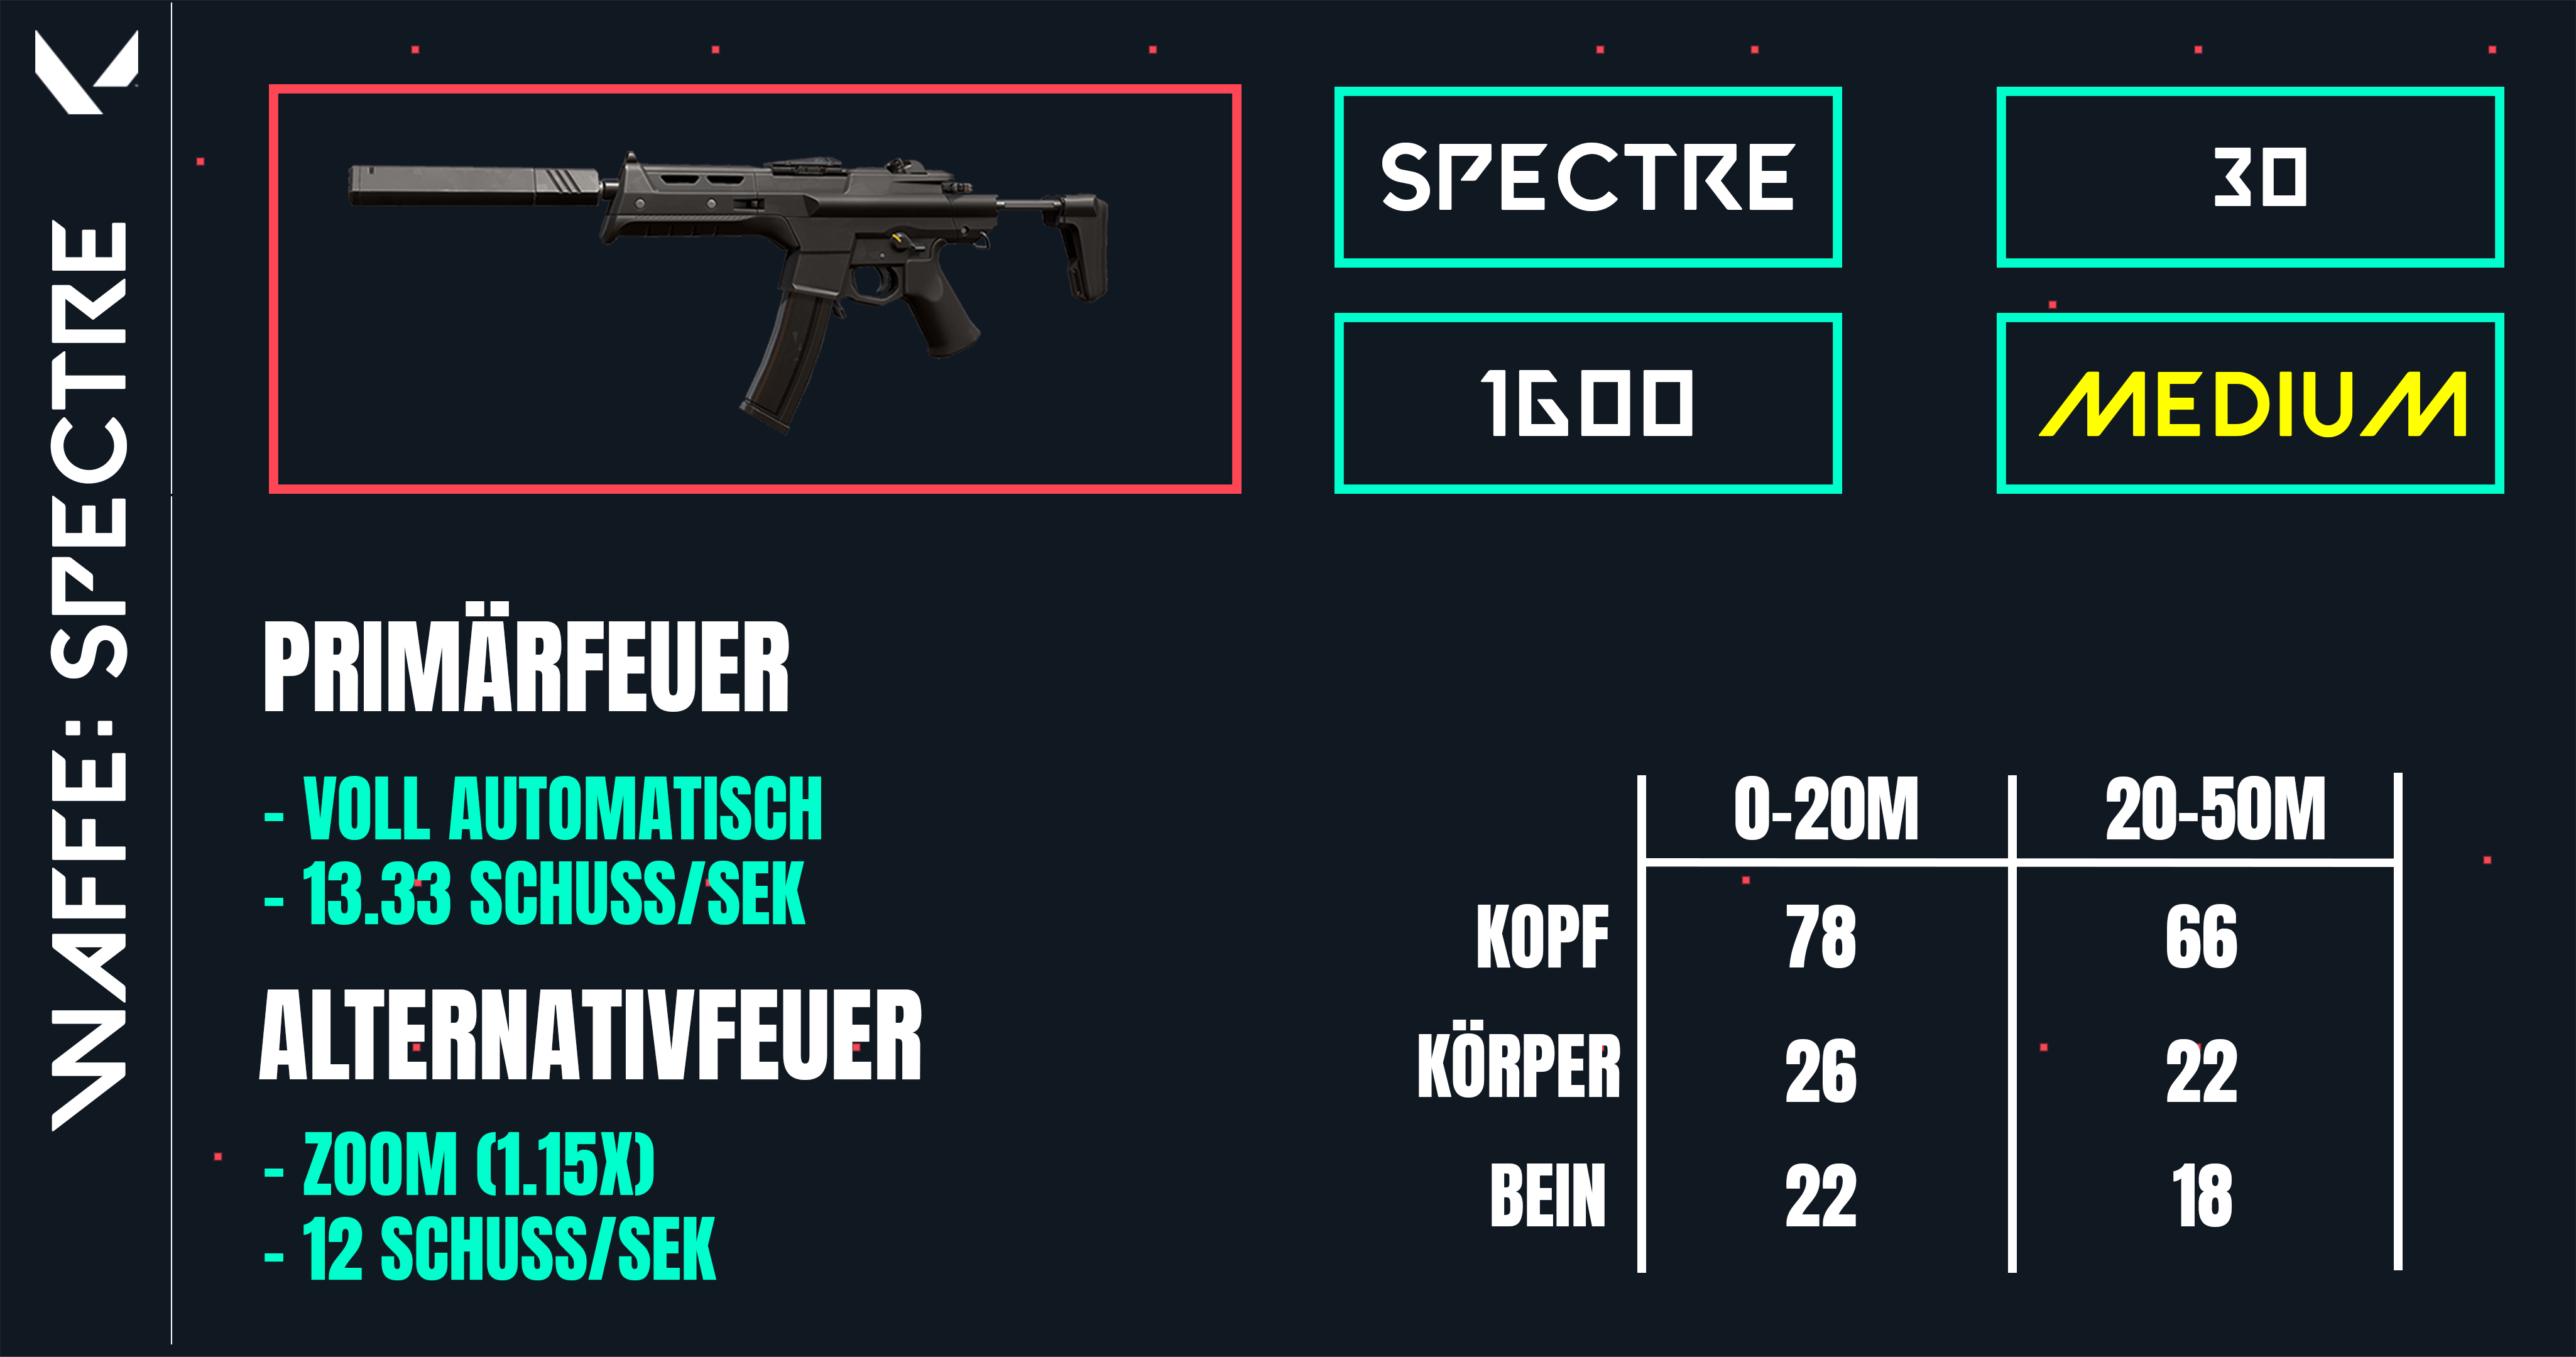 WAFFE: SPECTRE
SPECTRE
30
1600
MEDIUM
PRIMÄRFEUER
- VOLL AUTOMATISCH
- 13.33 SCHUSS/SEK
ALTERNATIVFEUER
- ZOOM (1.15X)
- 12 SCHUSS/SEK
0-20M 20-50M
KOPF 78 66
KÖRPER 26 22
BEIN 22 18